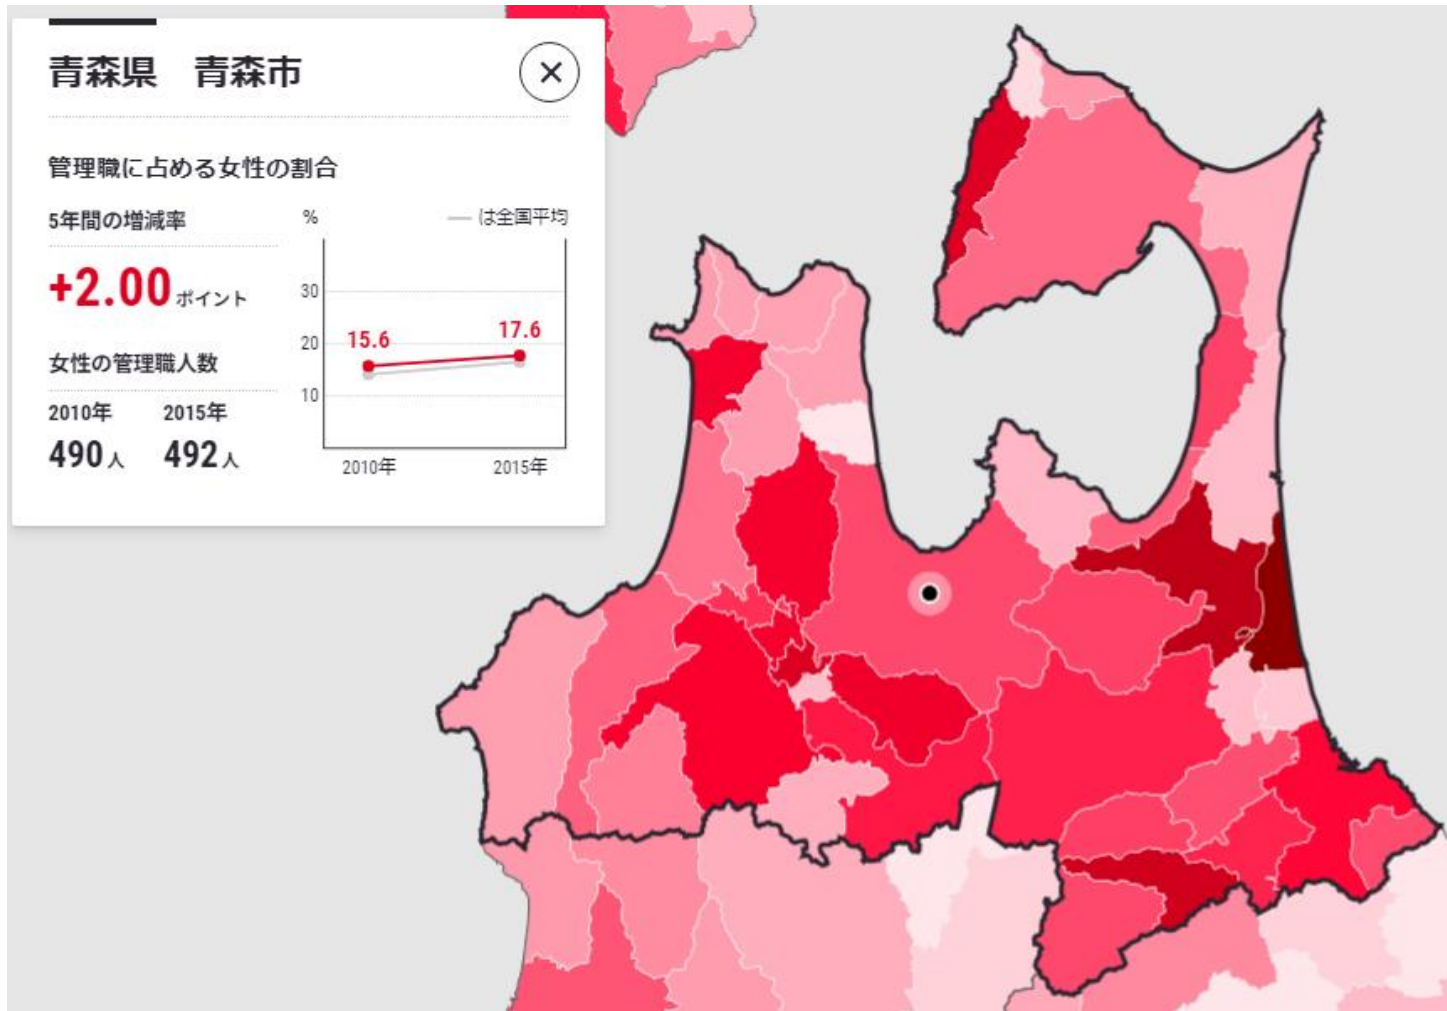 青森県　青森市
管理職に占める女性の割合
5年間の増減率
+2.00 ポイント
女性の管理職人数
2010年 2015年
490人 492人
% は全国平均
30
20
10
15.6 17.6
2010年 2015年